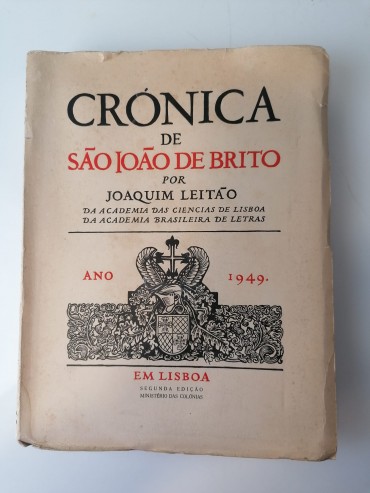 CRÓNICA
DE
SÃO JOÃO DE BRITO
POR
JOAQUIM LEITÃO
DA ACADEMIA DAS CIENCIAS DE LISBOA
DA ACADEMIA BRASILEIRA DE LETRAS
ANO 1949.
EM LISBOA
SEGUNDA EDIÇÃO
MINISTÉRIO DAS COLÓNIAS